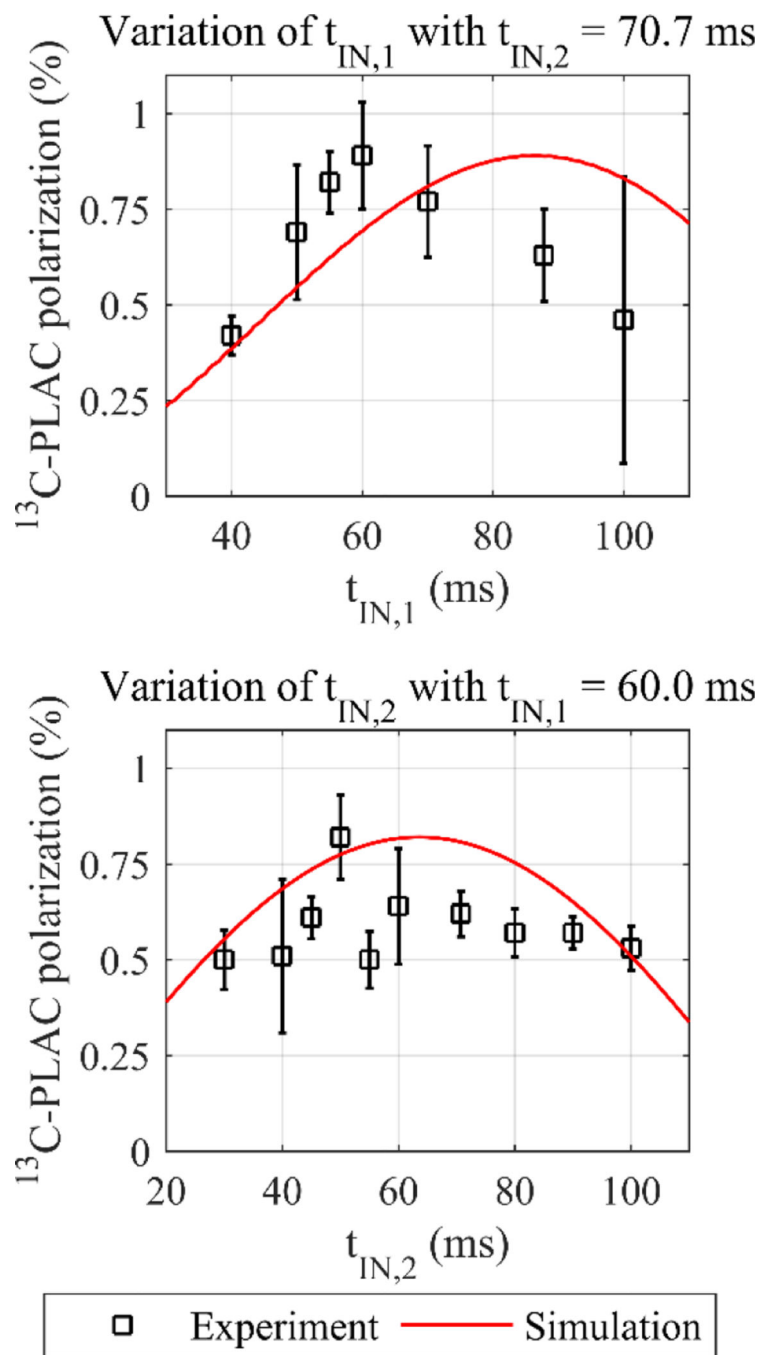 Variation of t_IN,1 with t_IN,2 = 70.7 ms
13C-PLAC polarization (%)
1
0.75
0.5
0.25
0
40 60 80 100
t_IN,1 (ms)
Variation of t_IN,2 with t_IN,1 = 60.0 ms
13C-PLAC polarization (%)
1
0.75
0.5
0.25
0
20 40 60 80 100
t_IN,2 (ms)
Experiment Simulation